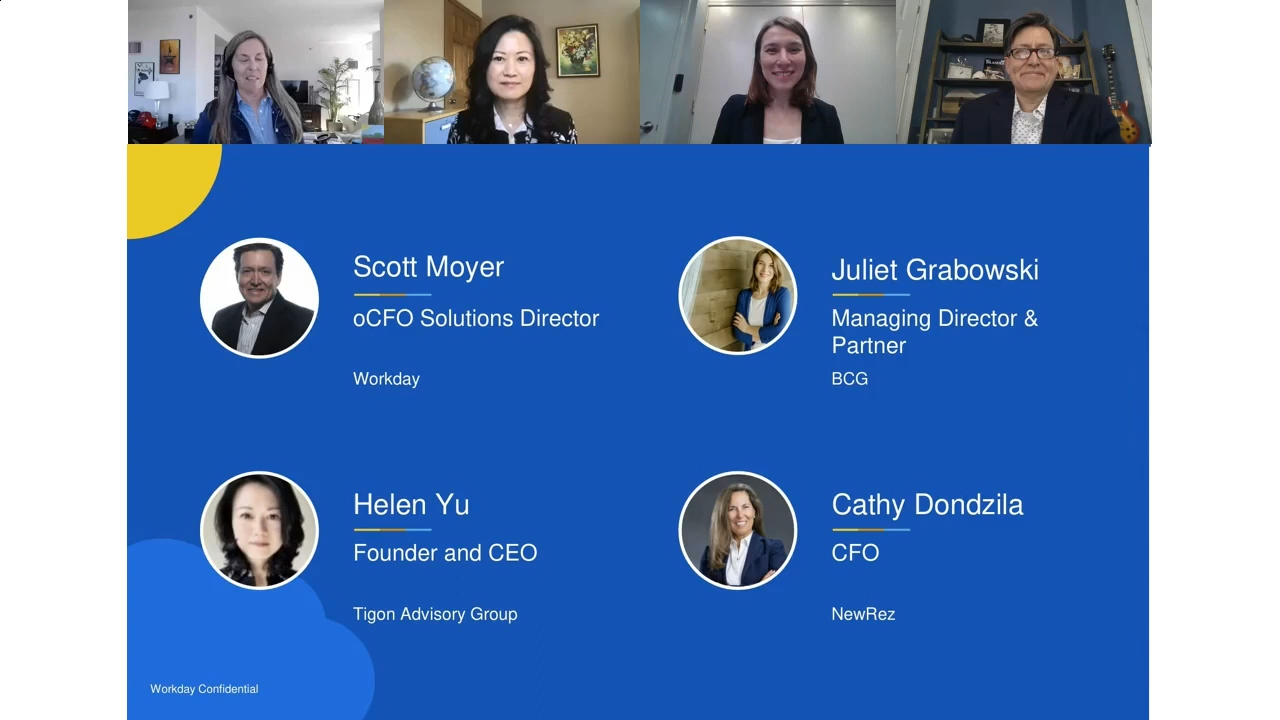 Scott Moyer
oCFO Solutions Director
Workday
Juliet Grabowski
Managing Director &
Partner
BCG
Helen Yu
Founder and CEO
Tigon Advisory Group
Cathy Dondzila
CFO
NewRez
Workday Confidential